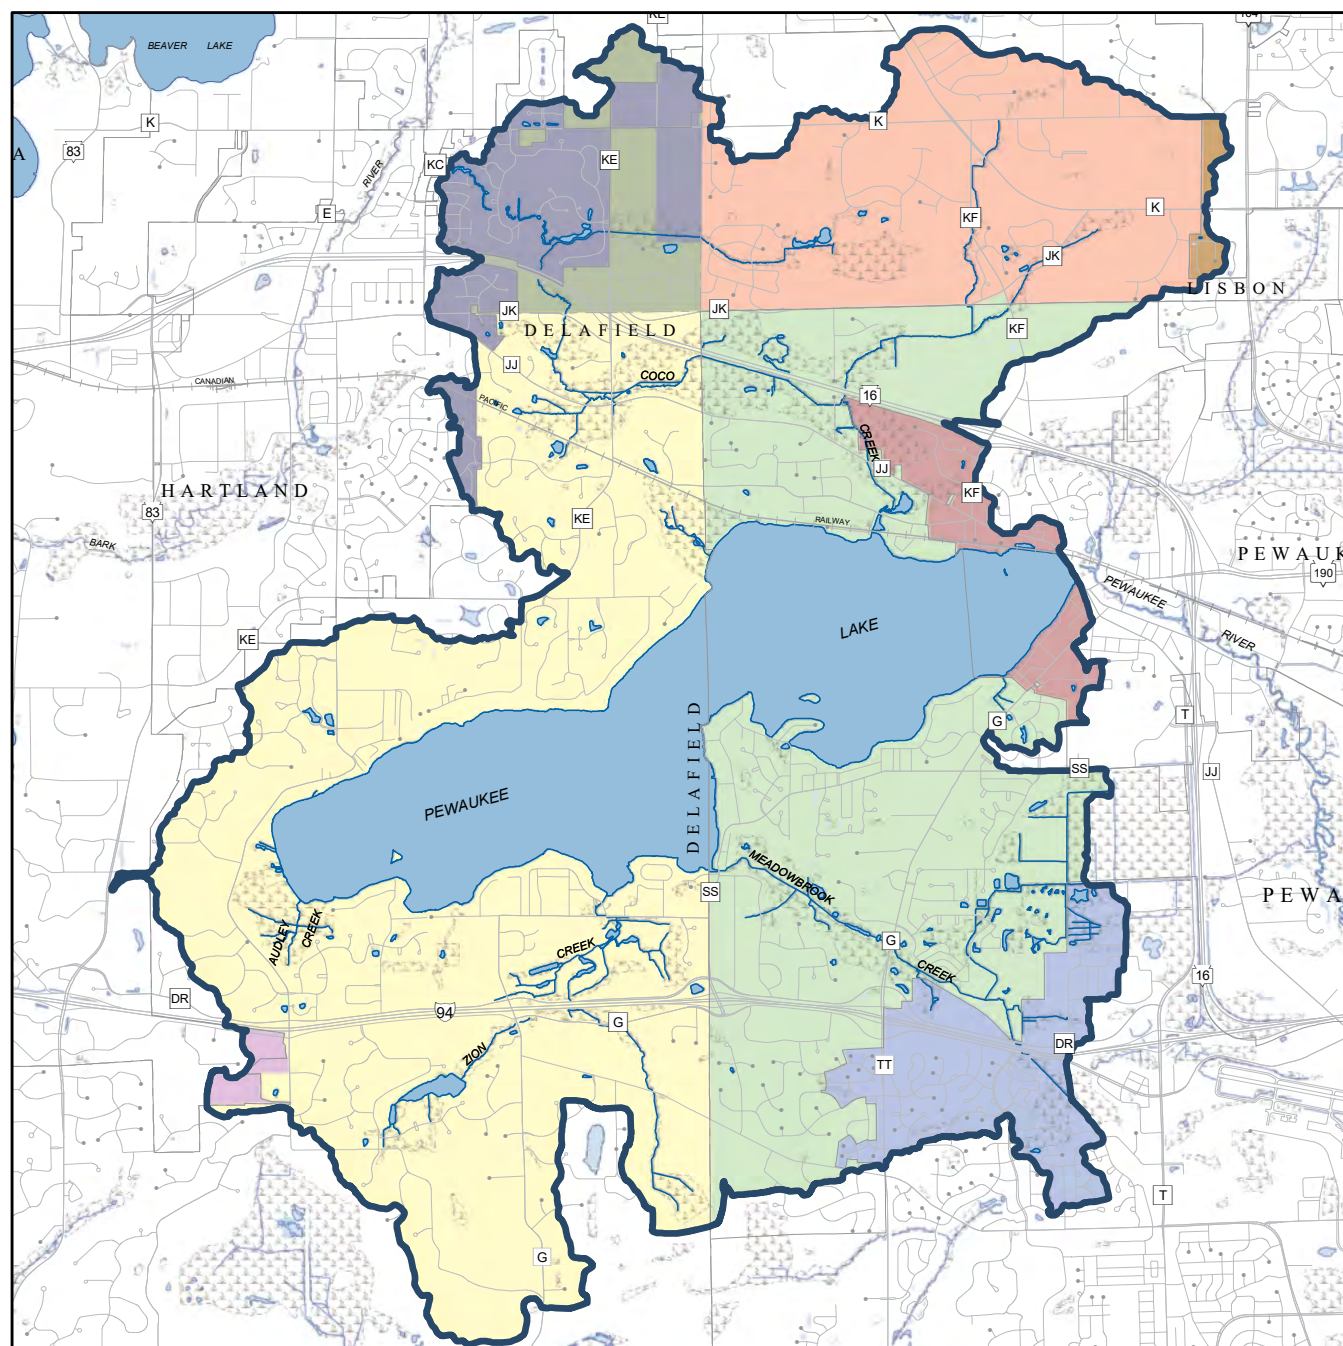 KE
164
BEAVER LAKE
K
K
83
A
KC
KE
RIVER
E
K
KF
JK
LISBON
JK
JK
DELAFIELD
KF
JJ
COCO
CANADIAN
16
PACIFIC
CREEK
JJ
HARTLAND
KF
83
KE
RAILWAY
BARK
PEWAUK
190
PEWAUKEE
RIVER
LAKE
KE
G
T
DELAFIELD
SS
JJ
PEWAUKEE
MEADOWBROOK
SS
PEWA
AUDLEY
CREEK
CREEK
G
CREEK
16
DR
94
G
DR
ZION
TT
T
G